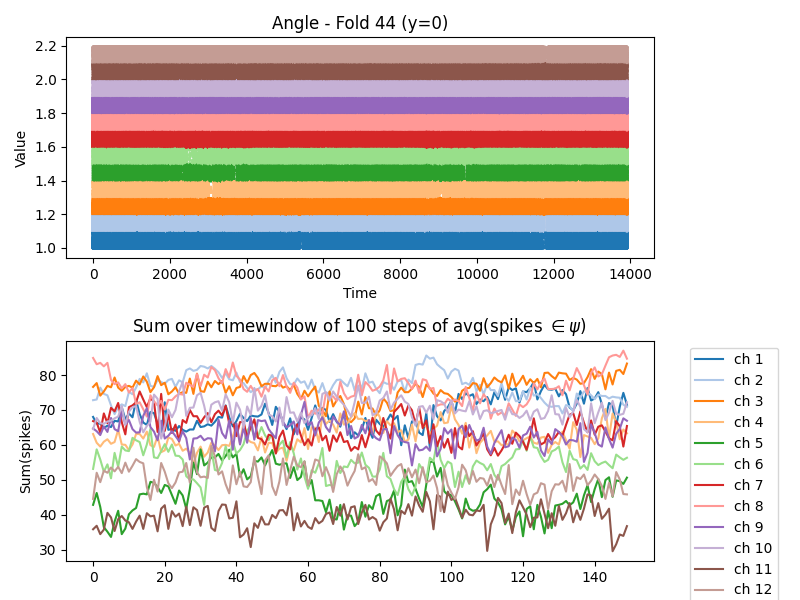 Angle - Fold 44 (y=0)
2.2
2.0
1.8
1.6
1.4
1.2
1.0
Value
0 2000 4000 6000 8000 10000 12000 14000
Time
Sum over timewindow of 100 steps of avg(spikes ∈ψ)
80
70
60
50
40
30
Sum(spikes)
0 20 40 60 80 100 120 140
ch 1
ch 2
ch 3
ch 4
ch 5
ch 6
ch 7
ch 8
ch 9
ch 10
ch 11
ch 12